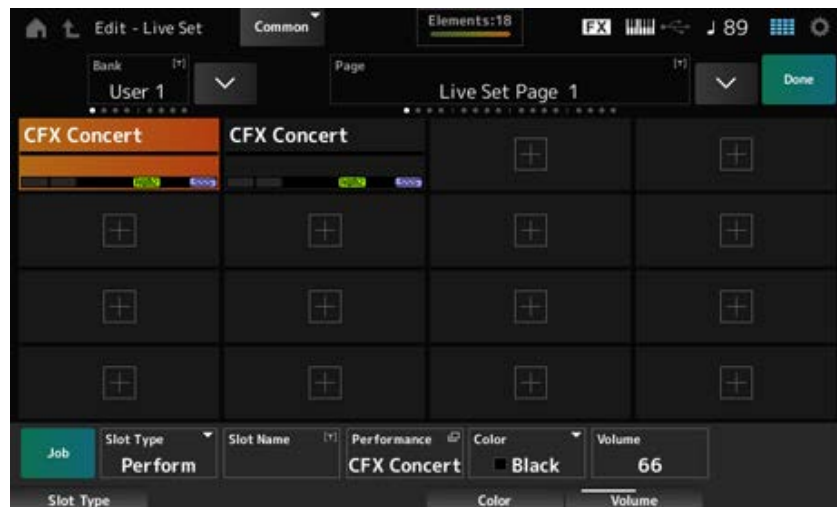 Edit - Live Set
Common
Elements:18
FX
♩ 89
Bank
[T]
User 1
Page
[T]
Live Set Page 1
Done
CFX Concert
CFX Concert
Job
Slot Type
Perform
Slot Name
[T]
Performance
CFX Concert
Color
Black
Volume
66
Slot Type
Color
Volume